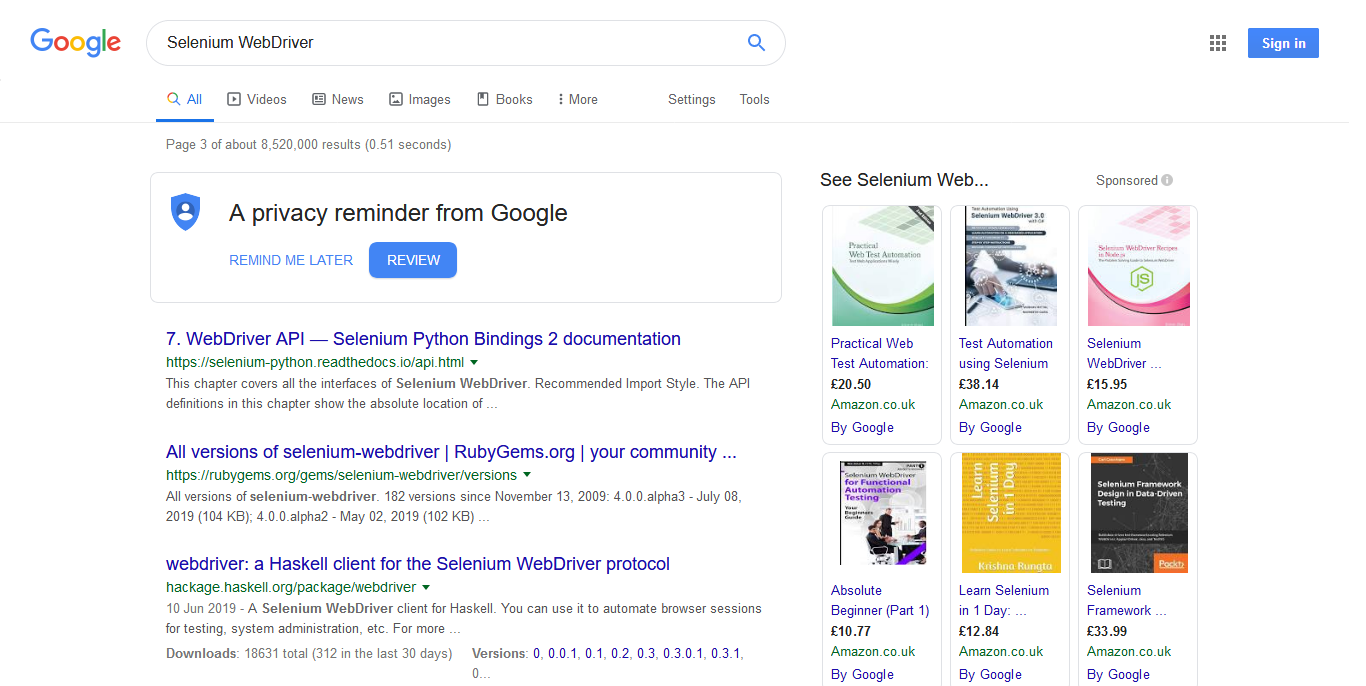 Google
Selenium WebDriver
Sign in
All
Videos
News
Images
Books
More
Settings
Tools
Page 3 of about 8,520,000 results (0.51 seconds)
A privacy reminder from Google
REMIND ME LATER
REVIEW
7. WebDriver API — Selenium Python Bindings 2 documentation
https://selenium-python.readthedocs.io/api.html
This chapter covers all the interfaces of Selenium WebDriver. Recommended Import Style. The API
definitions in this chapter show the absolute location of ...
All versions of selenium-webdriver | RubyGems.org | your community ...
https://rubygems.org/gems/selenium-webdriver/versions
All versions of selenium-webdriver. 182 versions since November 13, 2009: 4.0.0.alpha3 - July 08,
2019 (104 KB); 4.0.0.alpha2 - May 02, 2019 (102 KB) ...
webdriver: a Haskell client for the Selenium WebDriver protocol
hackage.haskell.org/package/webdriver
10 Jun 2019 - A Selenium WebDriver client for Haskell. You can use it to automate browser sessions
for testing, system administration, etc. For more ...
Downloads: 18631 total (312 in the last 30 days)
Versions: 0, 0.0.1, 0.1, 0.2, 0.3, 0.3.0.1, 0.3.1,
0...
See Selenium Web...
Sponsored
Practical
Web Test Automation
Test Web Applications Wisely
Practical Web
Test Automation:
£20.50
Amazon.co.uk
By Google
Test Automation Using
Selenium WebDriver 3.0
with C#
Test Automation
using Selenium
£38.14
Amazon.co.uk
By Google
Selenium WebDriver Recipes
in Node.js
JS
Selenium
WebDriver ...
£15.95
Amazon.co.uk
By Google
PART 1
Selenium WebDriver
for Functional
Automation
Testing
Your
Beginners
Guide
Absolute
Beginner (Part 1)
£10.77
Amazon.co.uk
By Google
Learn
Selenium
in 1 Day
Krishna Rungta
Learn Selenium
in 1 Day: ...
£12.84
Amazon.co.uk
By Google
Selenium Framework
Design in Data-Driven
Testing
Packt>
Selenium
Framework ...
£33.99
Amazon.co.uk
By Google